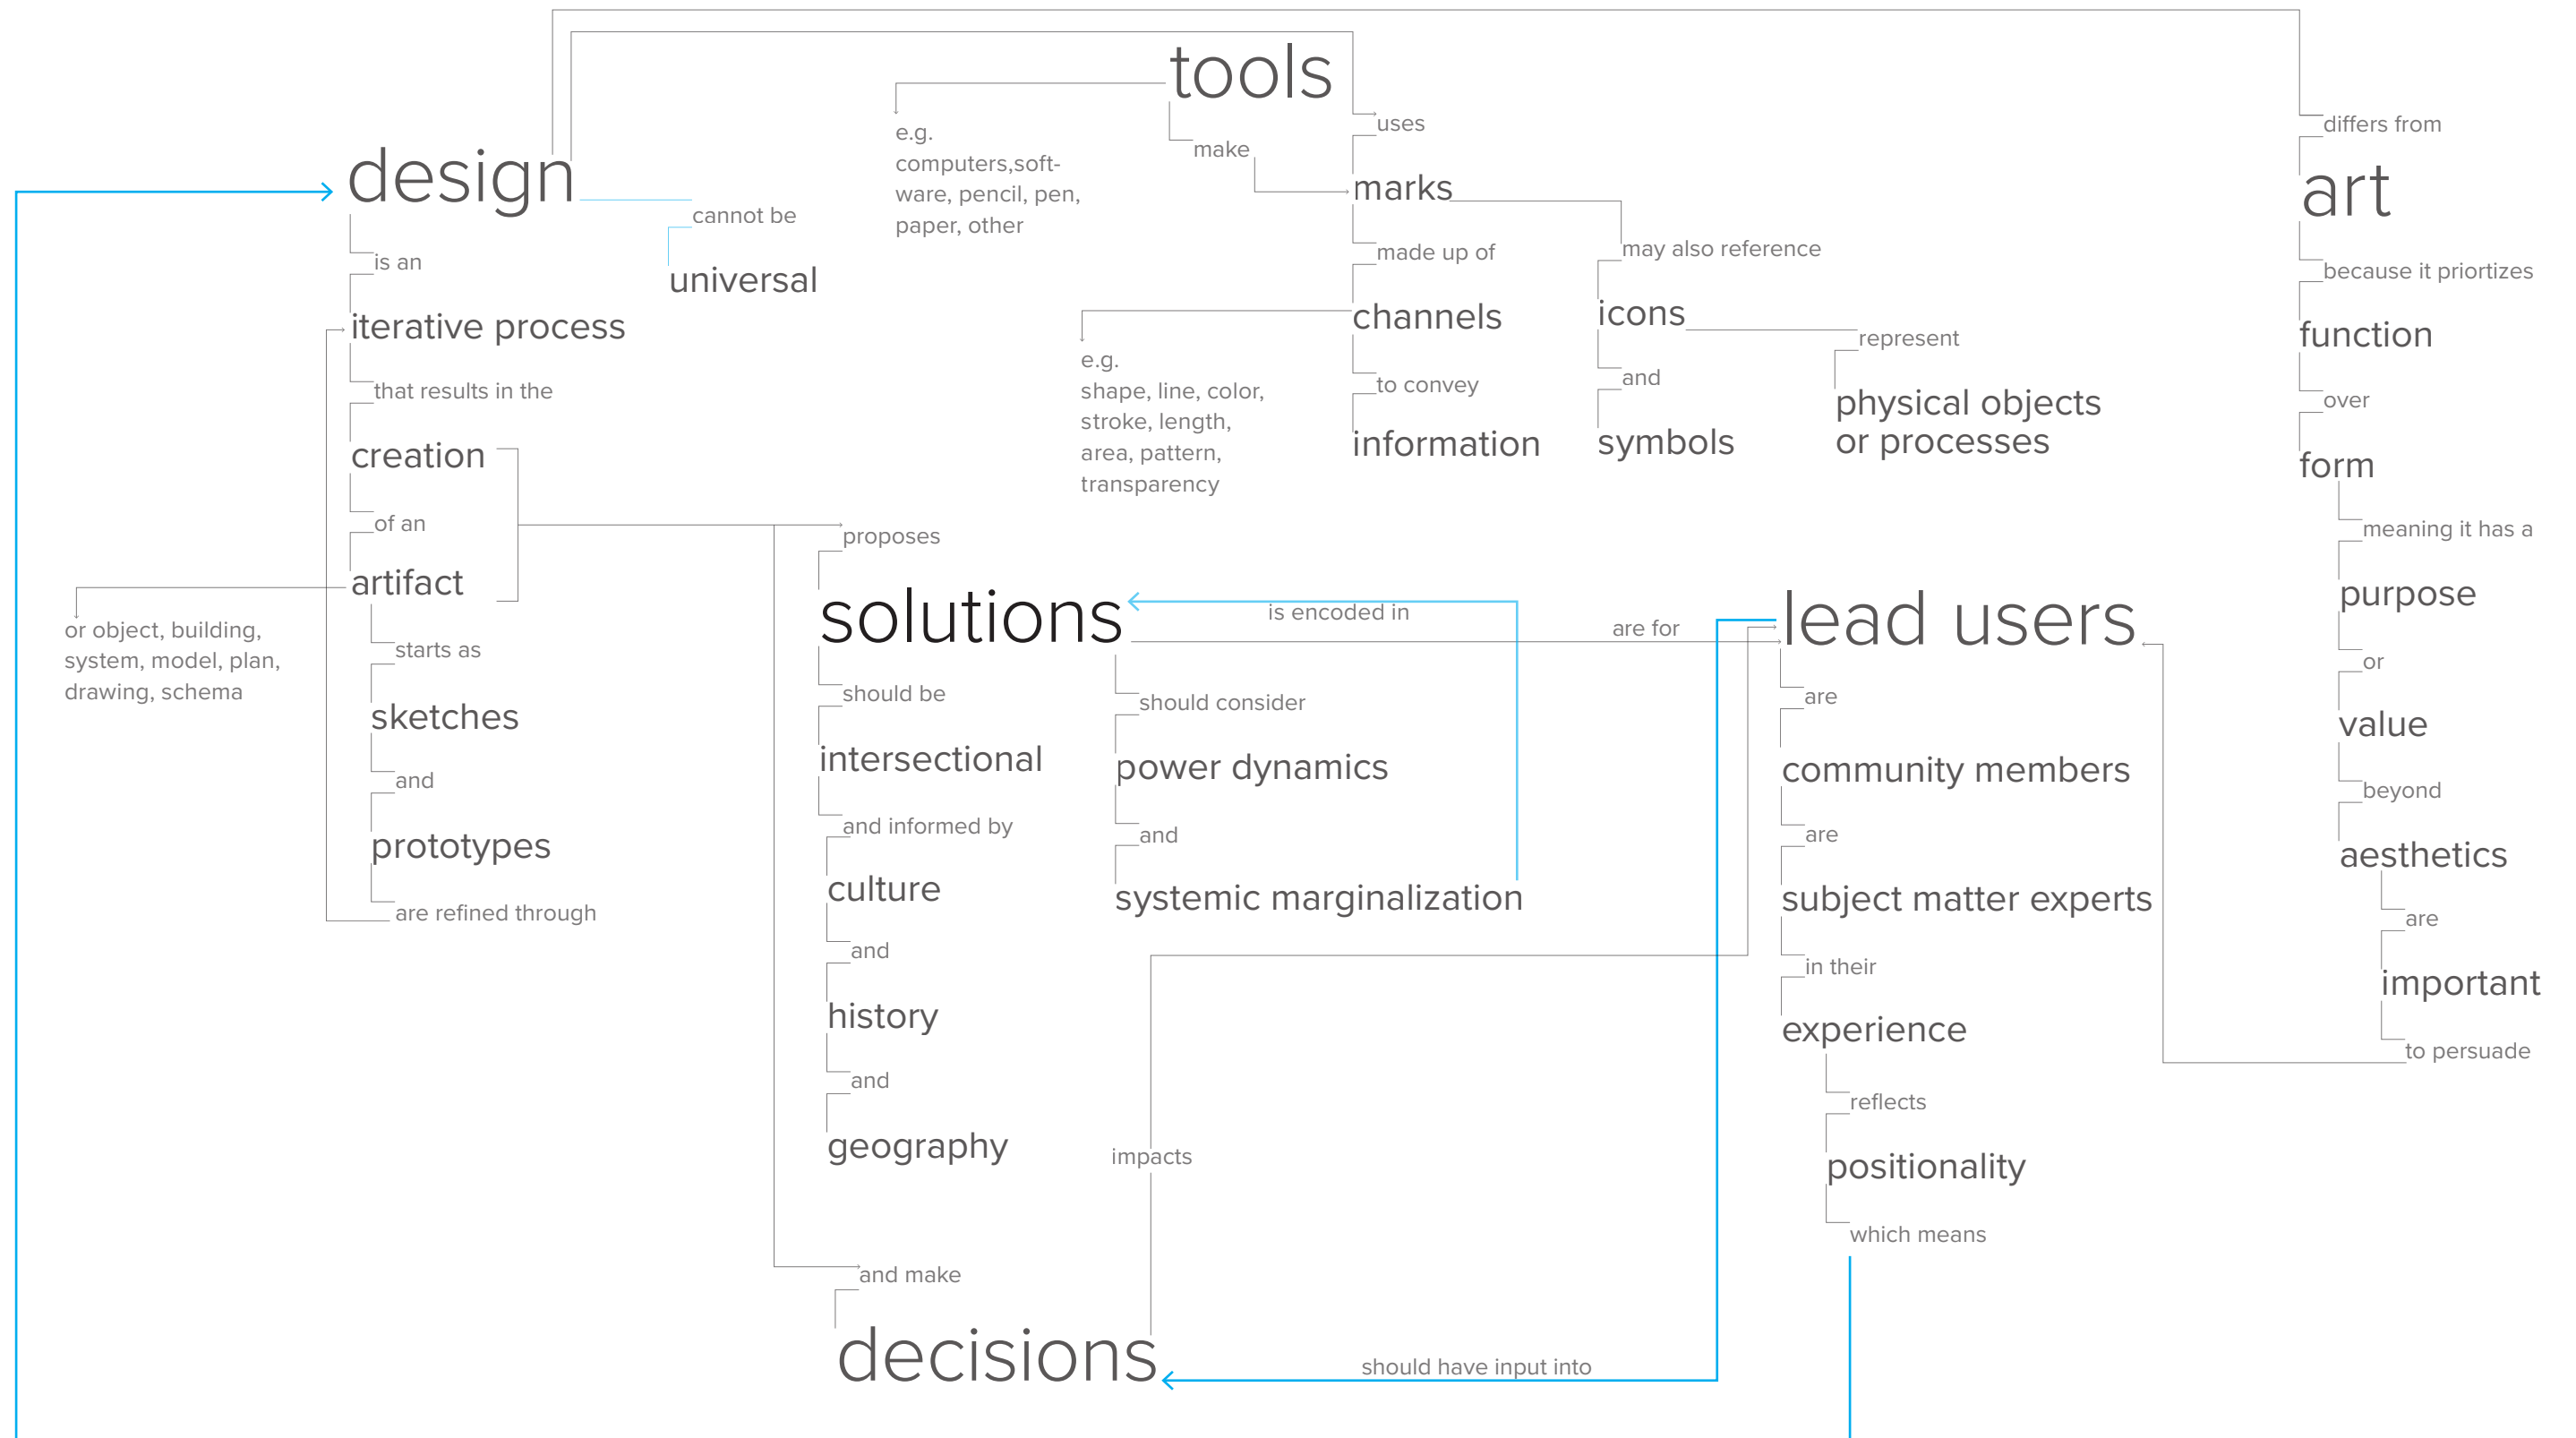 design
is an
iterative process
that results in the
creation
of an
artifact
or object, building,
system, model, plan,
drawing, schema
starts as
sketches
and
prototypes
are refined through
cannot be
universal
tools
e.g.
computers,soft-
ware, pencil, pen,
paper, other
make
uses
marks
made up of
channels
e.g.
shape, line, color,
stroke, length,
area, pattern,
transparency
to convey
information
may also reference
icons
and
symbols
represent
physical objects
or processes
differs from
art
because it priortizes
function
over
form
meaning it has a
purpose
or
value
beyond
aesthetics
are
important
to persuade
proposes
solutions
should be
intersectional
and informed by
culture
and
history
and
geography
should consider
power dynamics
and
systemic marginalization
is encoded in
are for
lead users
are
community members
are
subject matter experts
in their
experience
reflects
positionality
which means
and make
decisions
impacts
should have input into